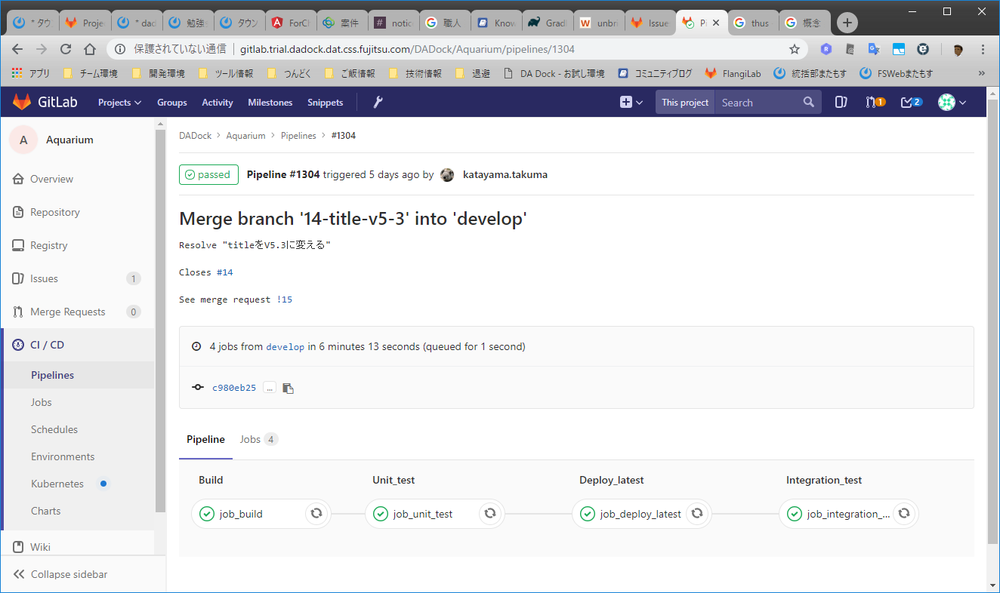 * タウ
Proje
* dad
勉強
タウン
ForCl
案件
notic
職人
Know
Gradl
unbri
Issue
Pi
thus
概念
保護されていない通信 | gitlab.trial.dadock.dat.css.fujitsu.com/DADock/Aquarium/pipelines/1304
アプリ チーム環境 開発環境 ツール情報 つんどく ご飯情報 技術情報 退避 DA Dock - お試し環境 コミュニティブログ FlangiLab 統括部またもす FSWebまたもす »
GitLab Projects Groups Activity Milestones Snippets This project Search 1 2
A Aquarium
Overview
Repository
Registry
Issues 1
Merge Requests 0
CI / CD
Pipelines
Jobs
Schedules
Environments
Kubernetes
Charts
Wiki
Collapse sidebar
DADock > Aquarium > Pipelines > #1304
passed Pipeline #1304 triggered 5 days ago by katayama.takuma
Merge branch '14-title-v5-3' into 'develop'
Resolve "titleをV5.3に変える"
Closes #14
See merge request !15
4 jobs from develop in 6 minutes 13 seconds (queued for 1 second)
c980eb25 ...
Pipeline Jobs 4
Build Unit_test Deploy_latest Integration_test
job_build job_unit_test job_deploy_latest job_integration_...